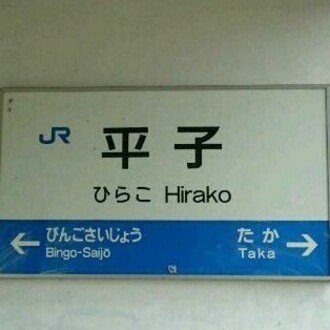 JR
平子
ひらこ Hirako
← びんごさいじょう たか →
Bingo-Saijō Taka